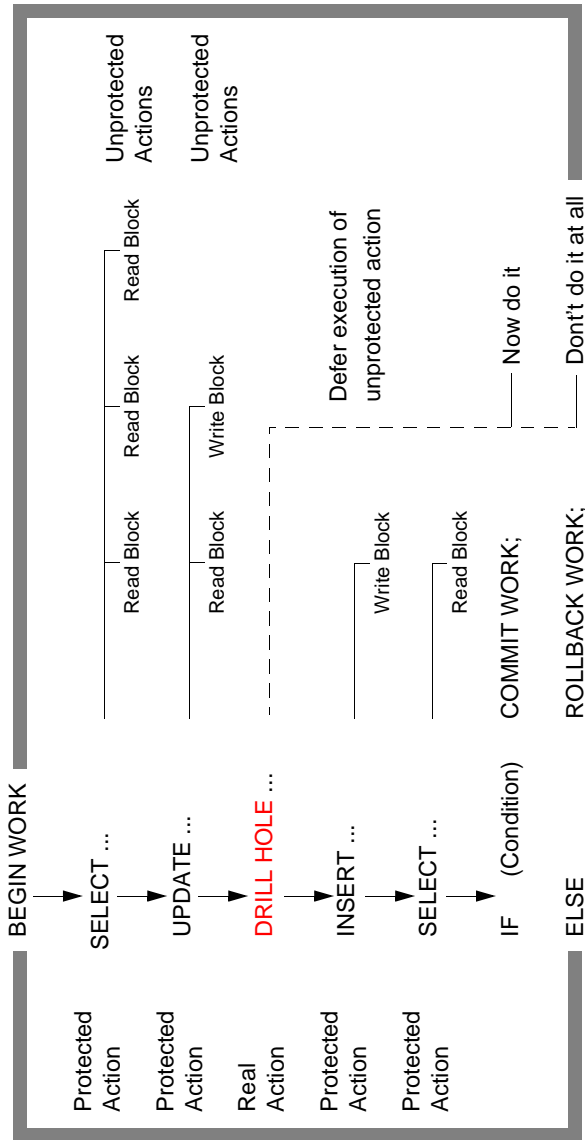 BEGIN WORK
Protected
Action
SELECT ...
Read Block
Read Block
Read Block
Unprotected
Actions
Protected
Action
UPDATE ...
Read Block
Write Block
Unprotected
Actions
Real
Action
DRILL HOLE ...
Defer execution of
unprotected action
Protected
Action
INSERT ...
Write Block
Protected
Action
SELECT ...
Read Block
IF (Condition) COMMIT WORK; Now do it
ELSE ROLLBACK WORK; Dont't do it at all